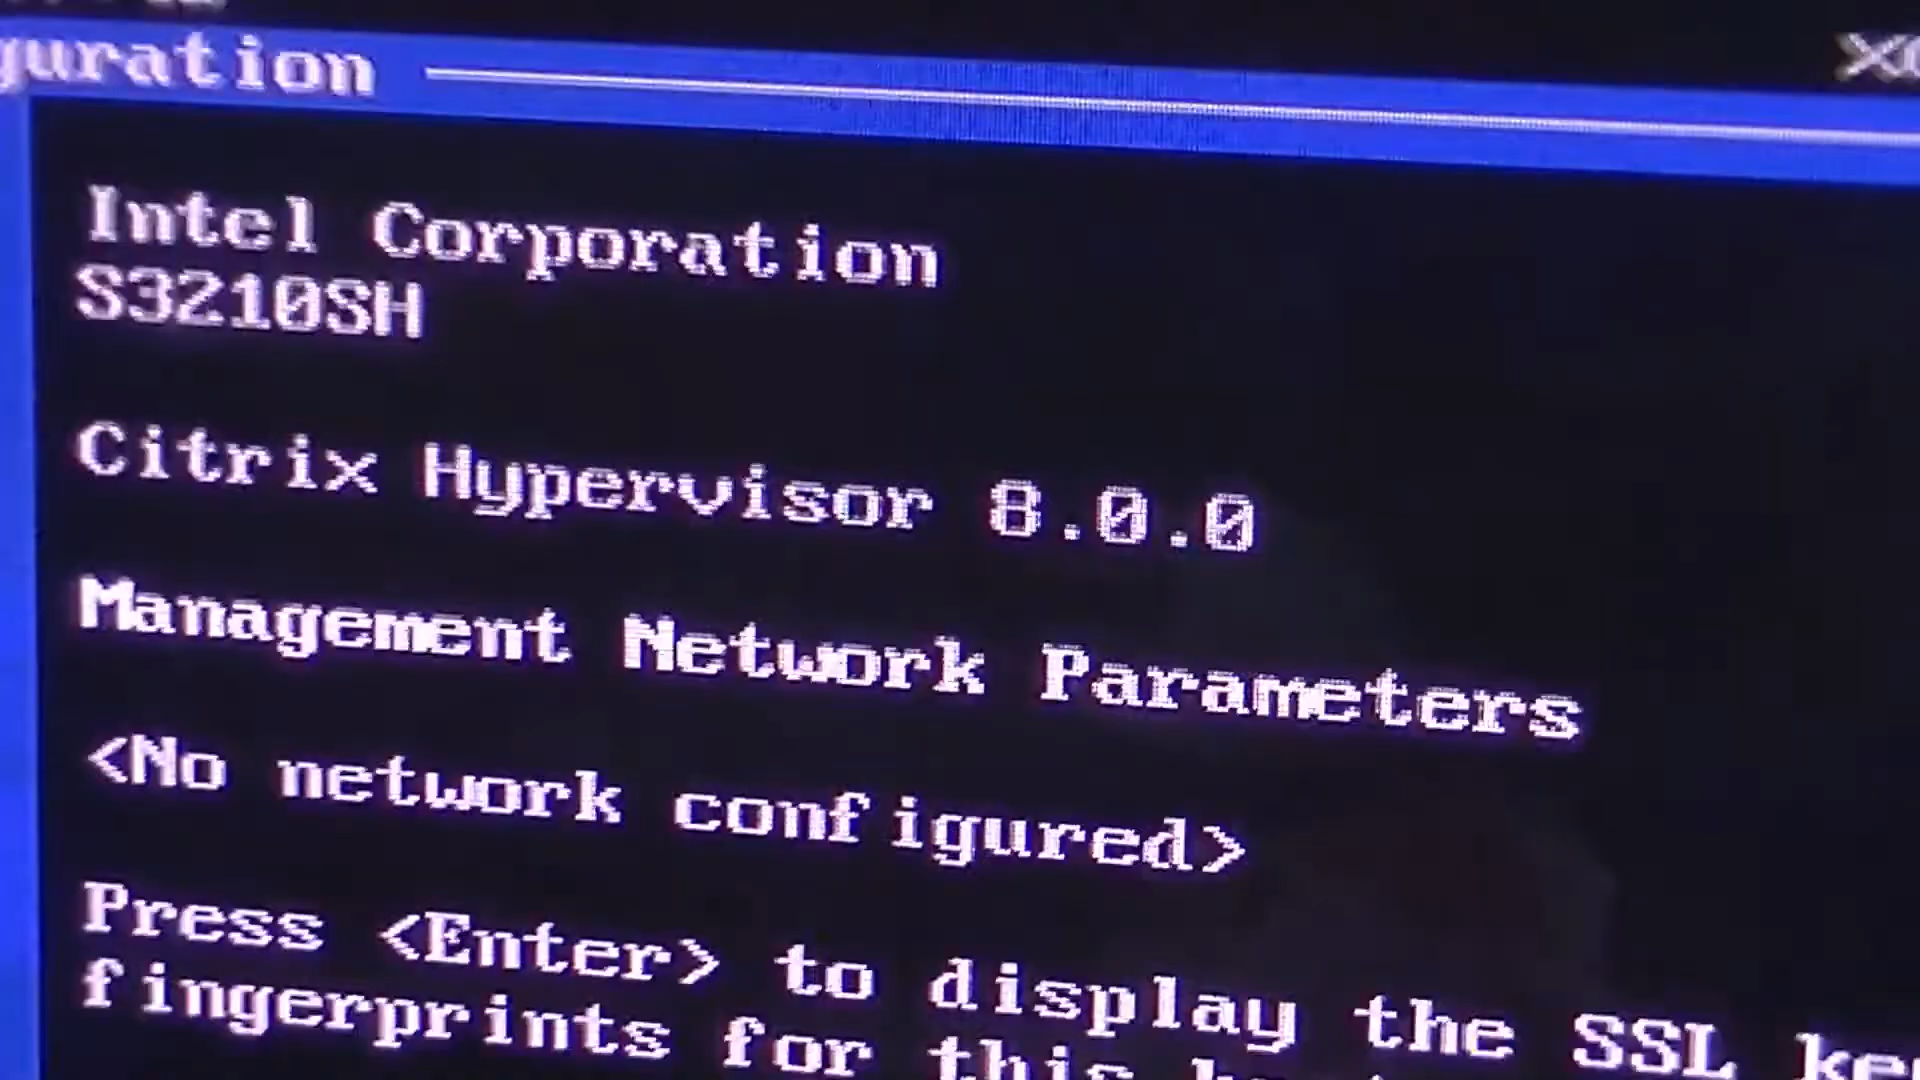 guration
Intel Corporation
S3210SH
Citrix Hypervisor 8.0.0
Management Network Parameters
<No network configured>
Press <Enter> to display the SSL
fingerprints for this